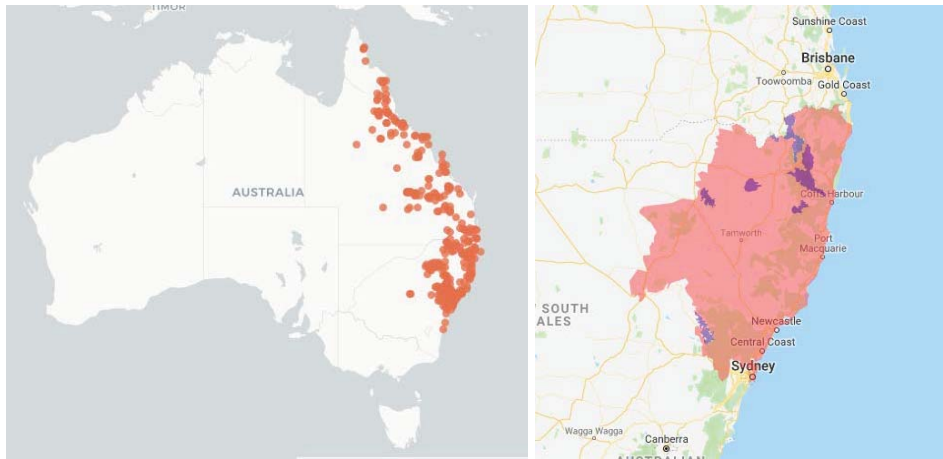 TIMOR
AUSTRALIA
Sunshine Coast
Brisbane
Toowoomba
Gold Coast
Coffs Harbour
Tamworth
Port
Macquarie
SOUTH
ALES
Newcastle
Central Coast
Sydney
Wagga Wagga
Canberra
AUSTRALIAN